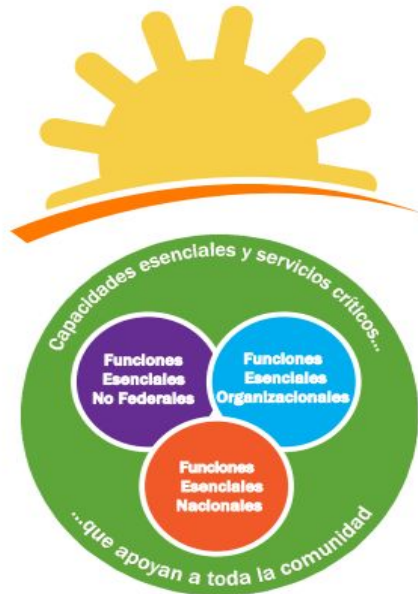 Capacidades esenciales y servicios críticos...
Funciones
Esenciales
No Federales
Funciones
Esenciales
Organizacionales
Funciones
Esenciales
Nacionales
...que apoyan a toda la comunidad